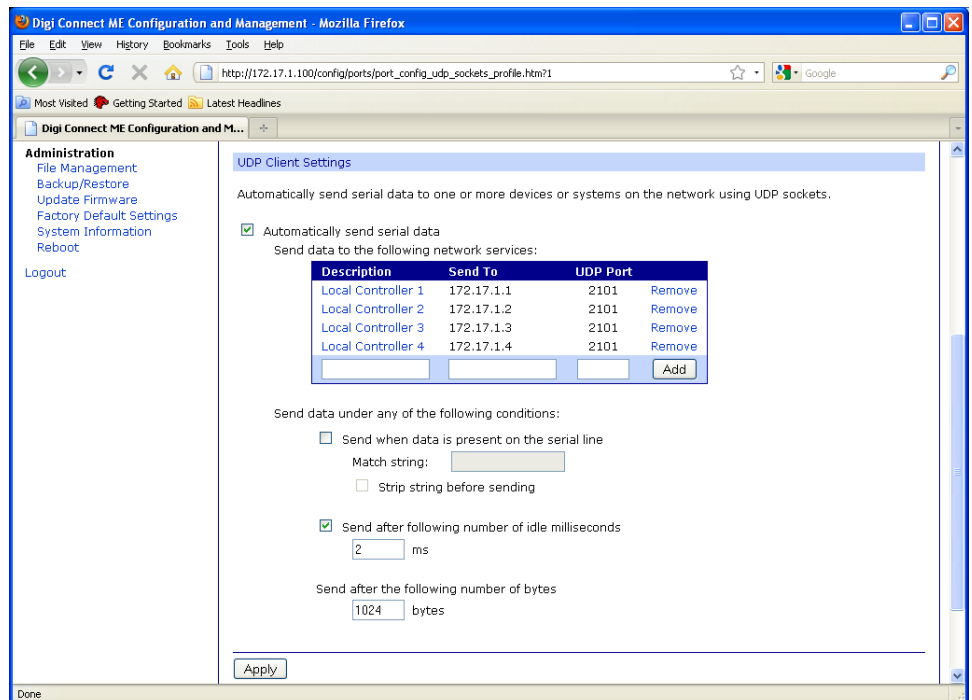 Digi Connect ME Configuration and Management - Mozilla Firefox
File Edit View History Bookmarks Tools Help
http://172.17.1.100/config/ports/port_config_udp_sockets_profile.htm?1
Google
Most Visited Getting Started Latest Headlines
Digi Connect ME Configuration and M...
Administration
File Management
Backup/Restore
Update Firmware
Factory Default Settings
System Information
Reboot
Logout
UDP Client Settings
Automatically send serial data to one or more devices or systems on the network using UDP sockets.
Automatically send serial data
Send data to the following network services:
Description Send To UDP Port
Local Controller 1 172.17.1.1 2101 Remove
Local Controller 2 172.17.1.2 2101 Remove
Local Controller 3 172.17.1.3 2101 Remove
Local Controller 4 172.17.1.4 2101 Remove
Add
Send data under any of the following conditions:
Send when data is present on the serial line
Match string:
Strip string before sending
Send after following number of idle milliseconds
2 ms
Send after the following number of bytes
1024 bytes
Apply
Done